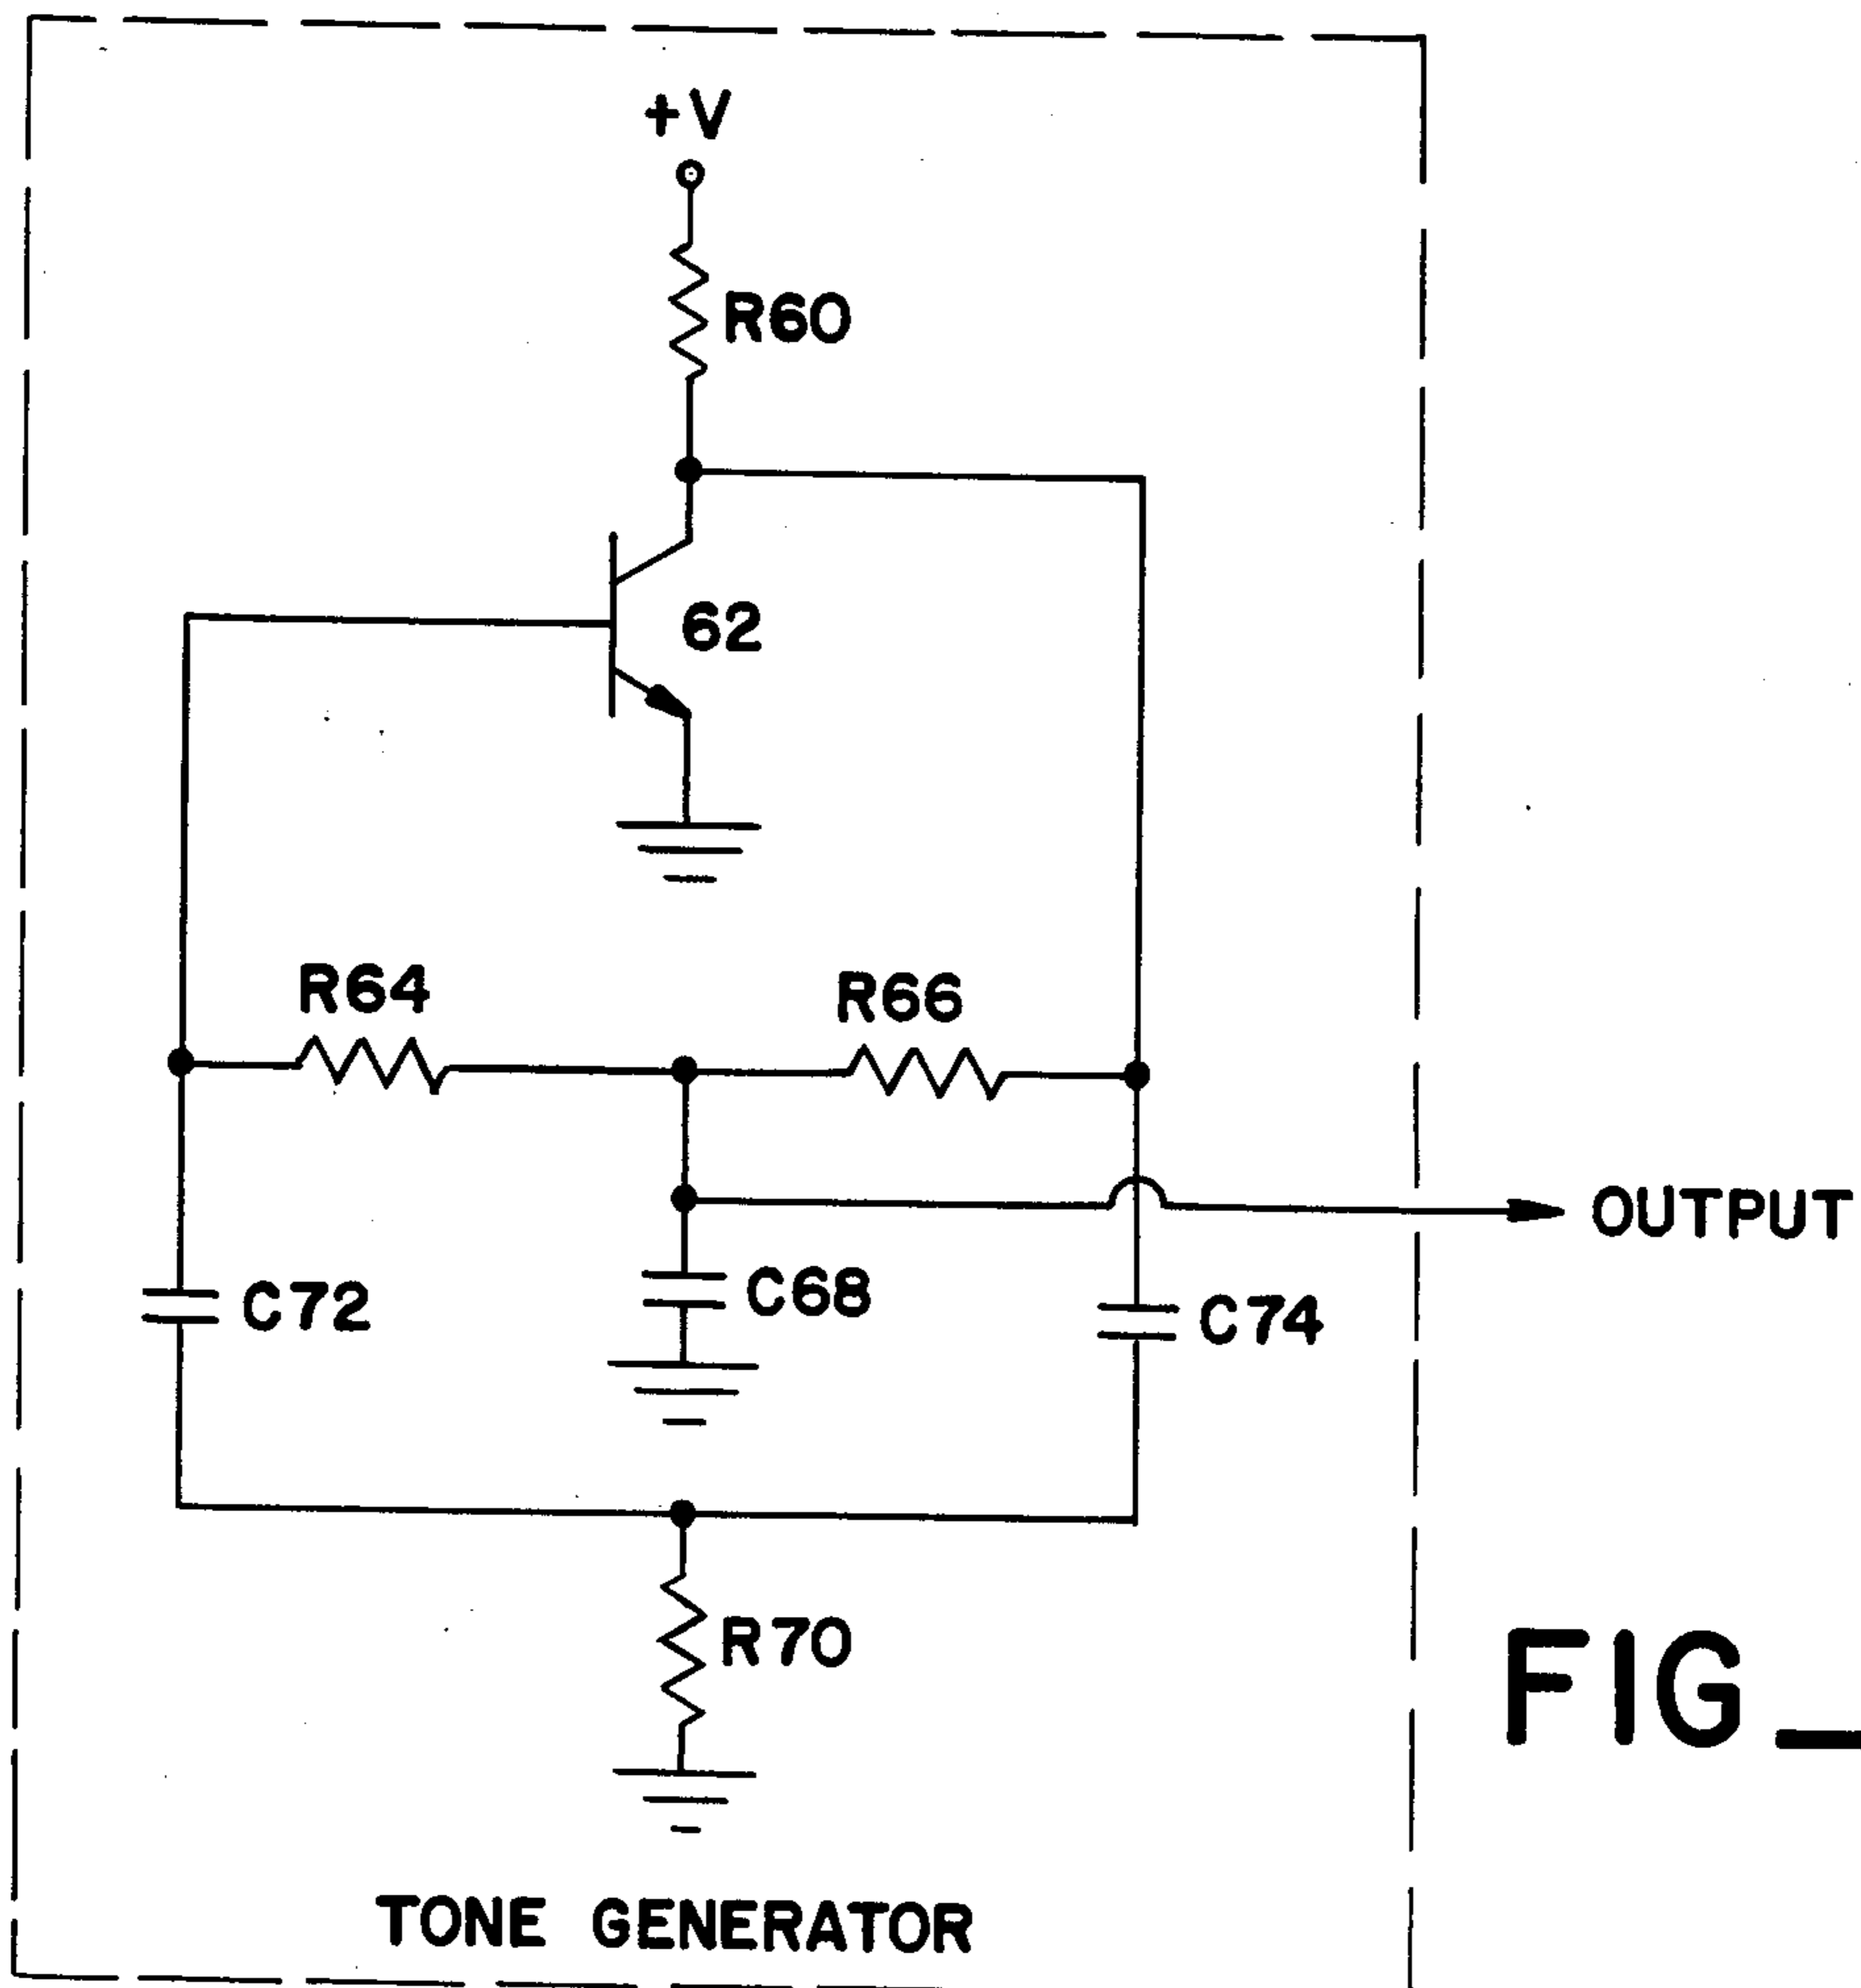 +V
R60
62
R64
R66
OUTPUT
C72
C68
C74
R70
FIG_
TONE GENERATOR